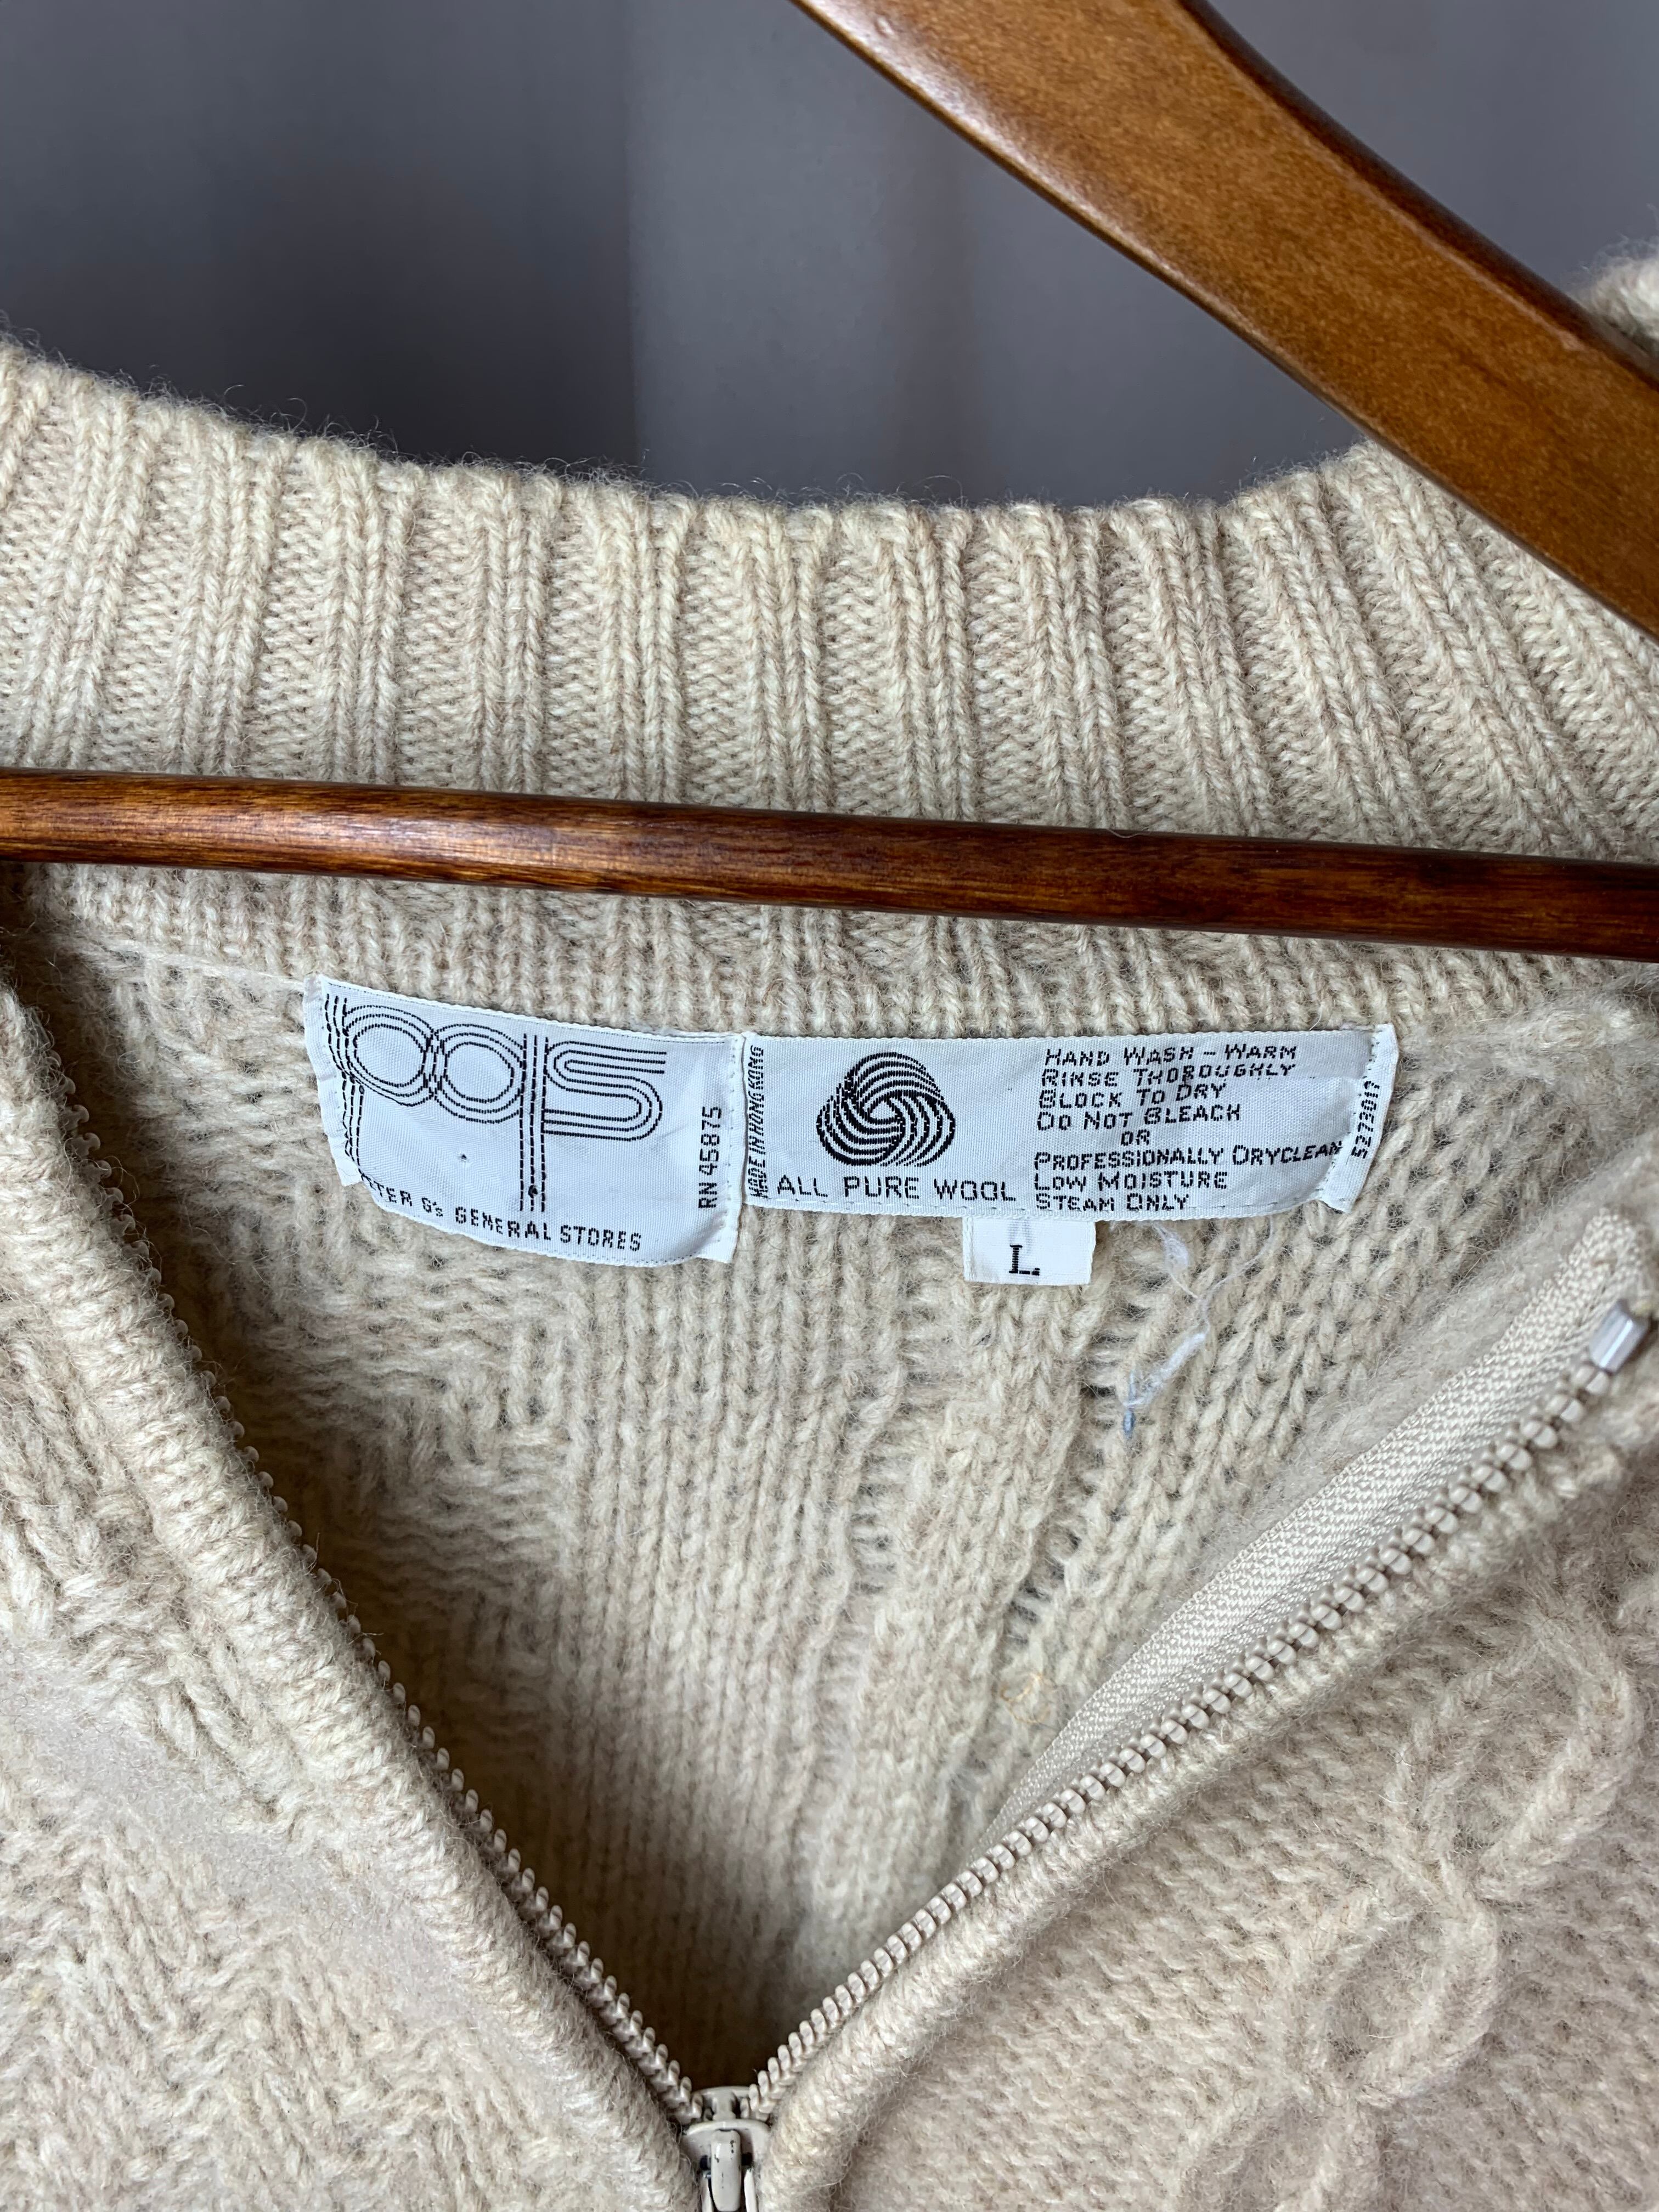 pgs
G's GENERAL STORES
RN 45875
MADE IN HONG KONG
ALL PURE WOOL
HAND WASH – WARM
RINSE THOROUGHLY
BLOCK TO DRY
DO NOT BLEACH
OR
PROFESSIONALLY DRYCLEAN
LOW MOISTURE
STEAM ONLY
L